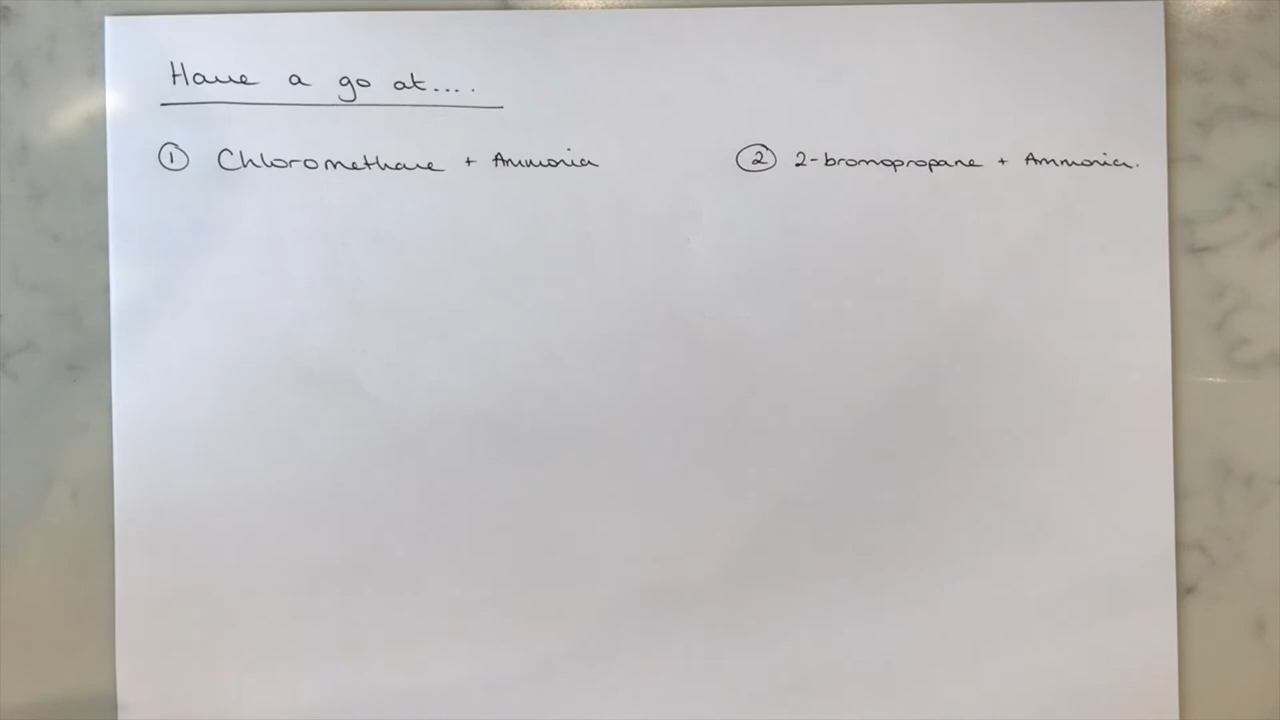 Have a go at....
① Chloromethane + Ammonia
② 2-bromopropane + Ammonia.